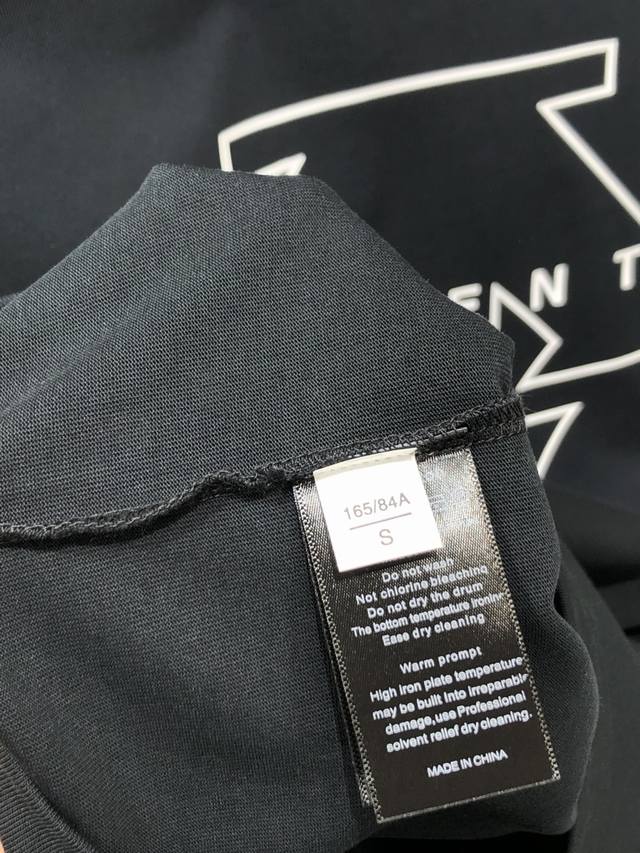 ENT
165/84A
S
Do not wash
Not chlorine bleaching
Do not dry the drum
The bottom temperature ironing
Ease dry cleaning
Warm prompt
High iron plate temperature
may be built into Irreparable
damage,use Professional
solvent relief dry cleaning.
MADE IN CHINA